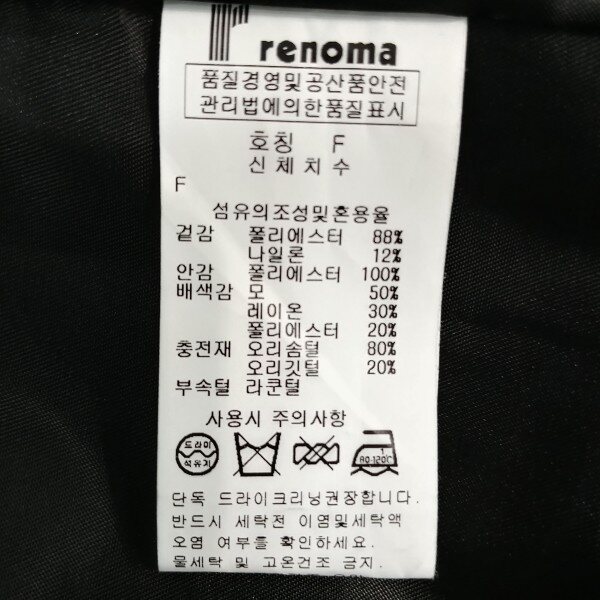 renoma
품질경영및공산품안전
관리법에의한품질표시
호칭 F
신체치수
F
섬유의조성및혼용율
겉감 폴리에스터 88%
나일론 12%
안감 폴리에스터 100%
배색감 모 50%
레이온 30%
폴리에스터 20%
충전재 오리솜털 80%
오리깃털 20%
부속털 라쿤털
사용시 주의사항
드라이
석유계
80-120℃
단독 드라이크리닝권장합니다.
반드시 세탁전 이염및세탁액
오염 여부를 확인하세요.
물세탁 및 고온건조 금지.